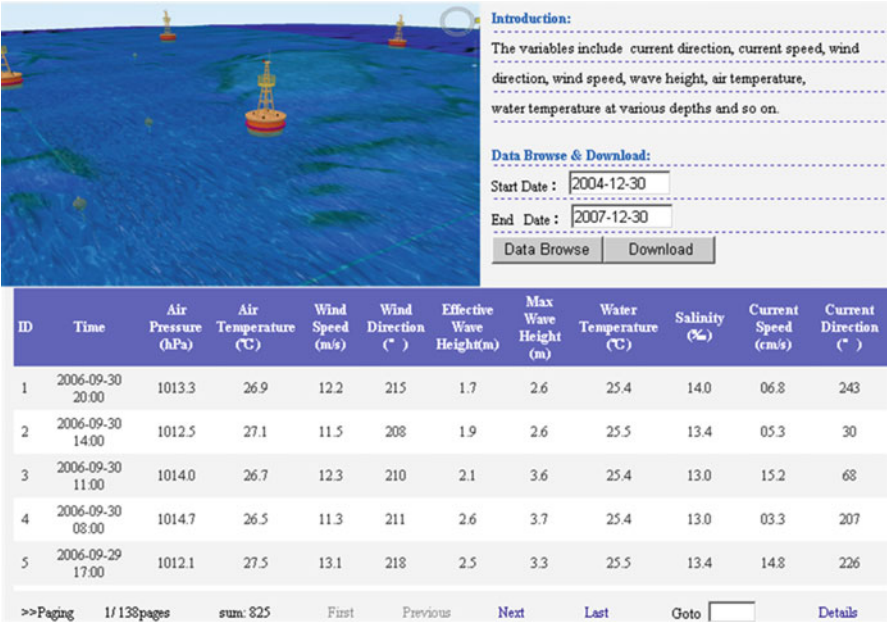 Introduction:
The variables include current direction, current speed, wind
direction, wind speed, wave height, air temperature,
water temperature at various depths and so on.
Data Browse & Download:
Start Date : 2004-12-30
End Date : 2007-12-30
Data Browse Download
ID Time Air Pressure (hPa) Air Temperature (℃) Wind Speed (m/s) Wind Direction (° ) Effective Wave Height(m) Max Wave Height (m) Water Temperature (℃) Salinity (‰) Current Speed (cm/s) Current Direction (° )
1 2006-09-30 20:00 1013.3 26.9 12.2 215 1.7 2.6 25.4 14.0 06.8 243
2 2006-09-30 14:00 1012.5 27.1 11.5 208 1.9 2.6 25.5 13.4 05.3 30
3 2006-09-30 11:00 1014.0 26.7 12.3 210 2.1 3.6 25.4 13.0 15.2 68
4 2006-09-30 08:00 1014.7 26.5 11.3 211 2.6 3.7 25.4 13.0 03.3 207
5 2006-09-29 17:00 1012.1 27.5 13.1 218 2.5 3.3 25.5 13.4 14.8 226
>>Paging 1/138pages sum: 825 First Previous Next Last Goto Details